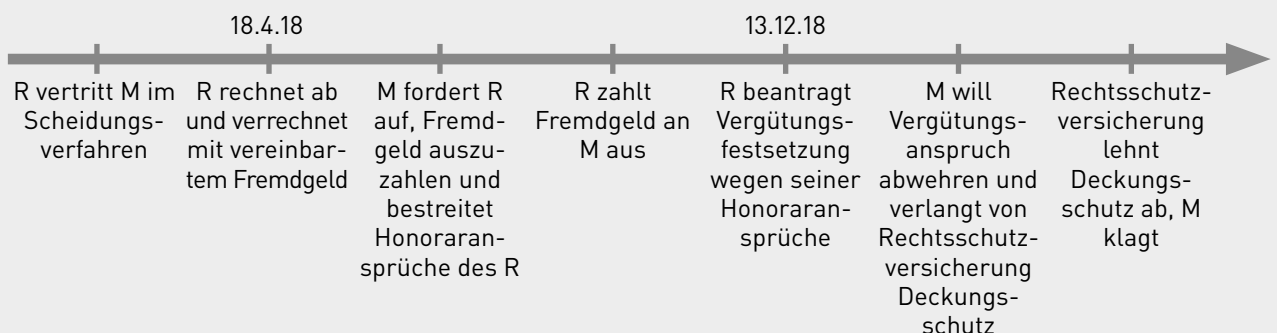 18.4.18
13.12.18
R vertritt M im
Scheidungs-
verfahren
R rechnet ab
und verrechnet
mit vereinbar-
tem Fremdgeld
M fordert R
auf, Fremd-
geld auszu-
zahlen und
bestreitet
Honoraran-
sprüche des R
R zahlt
Fremdgeld an
M aus
R beantragt
Vergütungs-
festsetzung
wegen seiner
Honoraran-
sprüche
M will
Vergütungs-
anspruch
abwehren und
verlangt von
Rechtsschutz-
versicherung
Deckungs-
schutz
Rechtsschutz-
versicherung
lehnt
Deckungs-
schutz ab, M
klagt